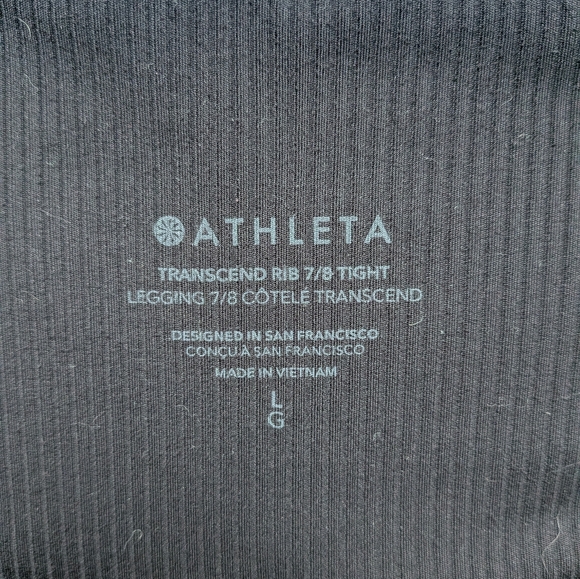 ATHLETA
TRANSCEND RIB 7/8 TIGHT
LEGGING 7/8 CÔTELÉ TRANSCEND
DESIGNED IN SAN FRANCISCO
CONÇU À SAN FRANCISCO
MADE IN VIETNAM
L
G